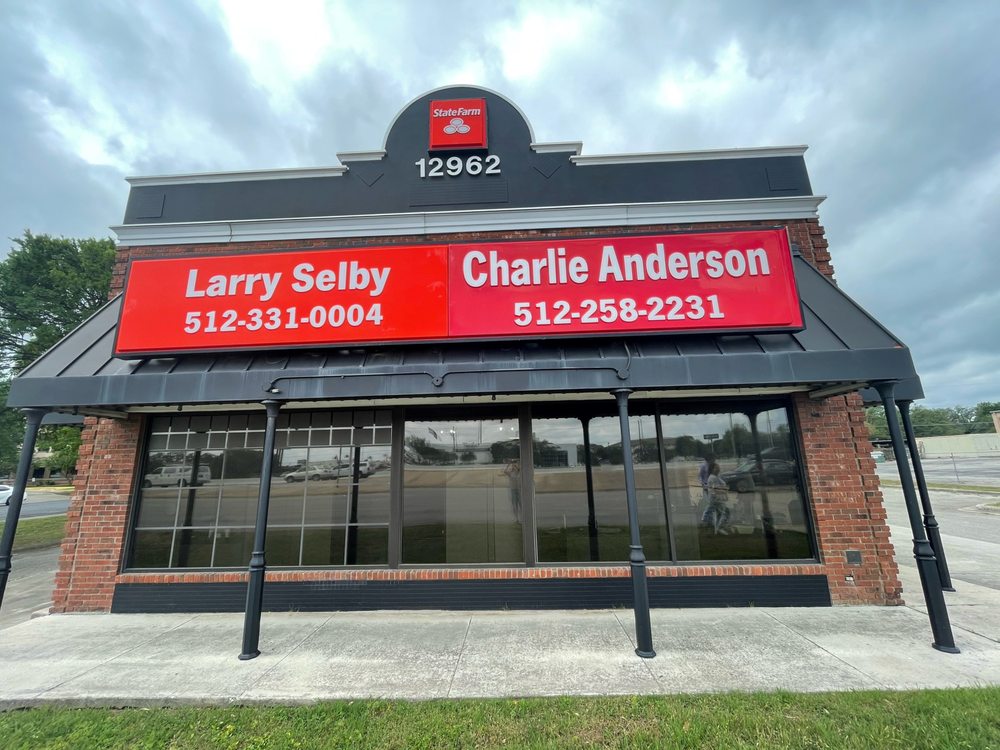 StateFarm
12962
Larry Selby
512-331-0004
Charlie Anderson
512-258-2231